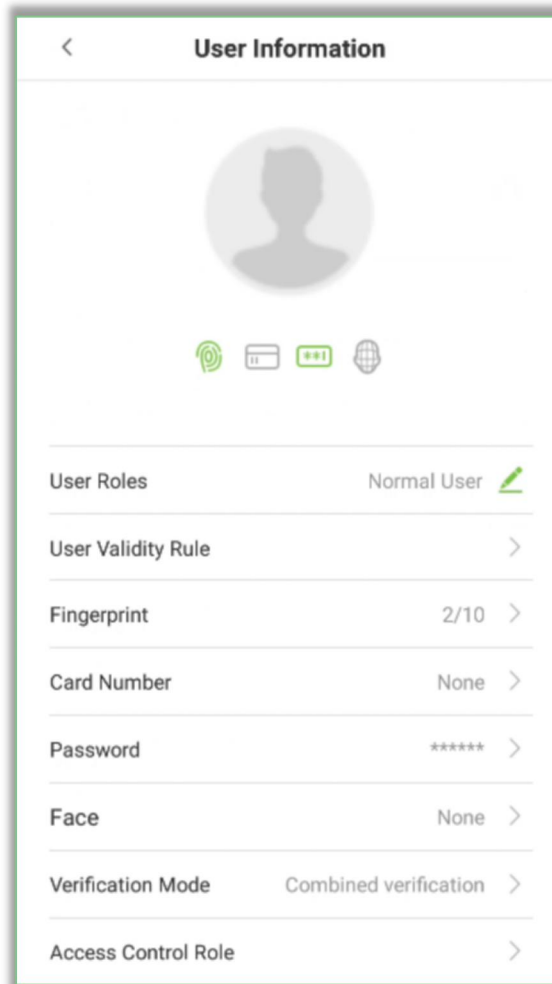 User Information
User Roles Normal User
User Validity Rule
Fingerprint 2/10
Card Number None
Password ******
Face None
Verification Mode Combined verification
Access Control Role